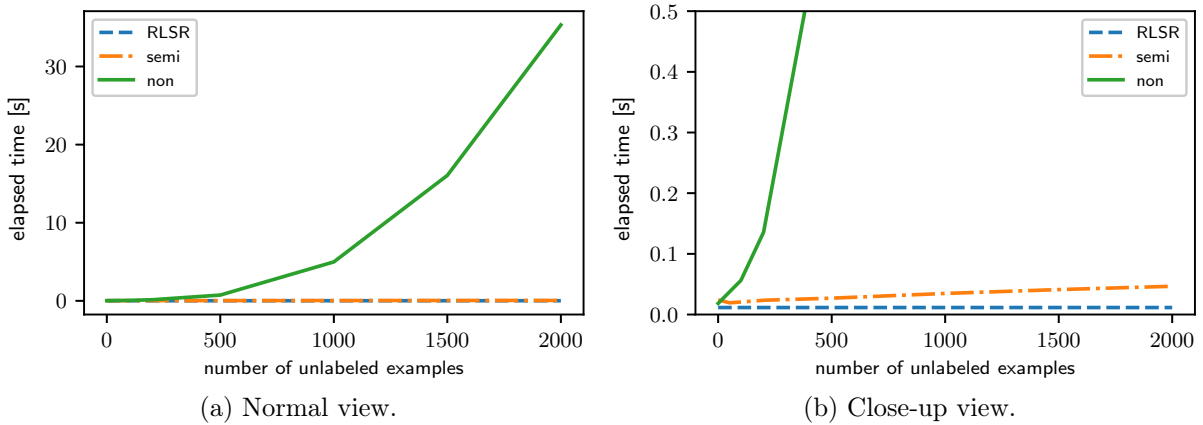 RLSR
semi
non
30
20
10
0
elapsed time [s]
0
500
1000
1500
2000
number of unlabeled examples
(a) Normal view.
RLSR
semi
non
0.5
0.4
0.3
0.2
0.1
0.0
elapsed time [s]
0
500
1000
1500
2000
number of unlabeled examples
(b) Close-up view.